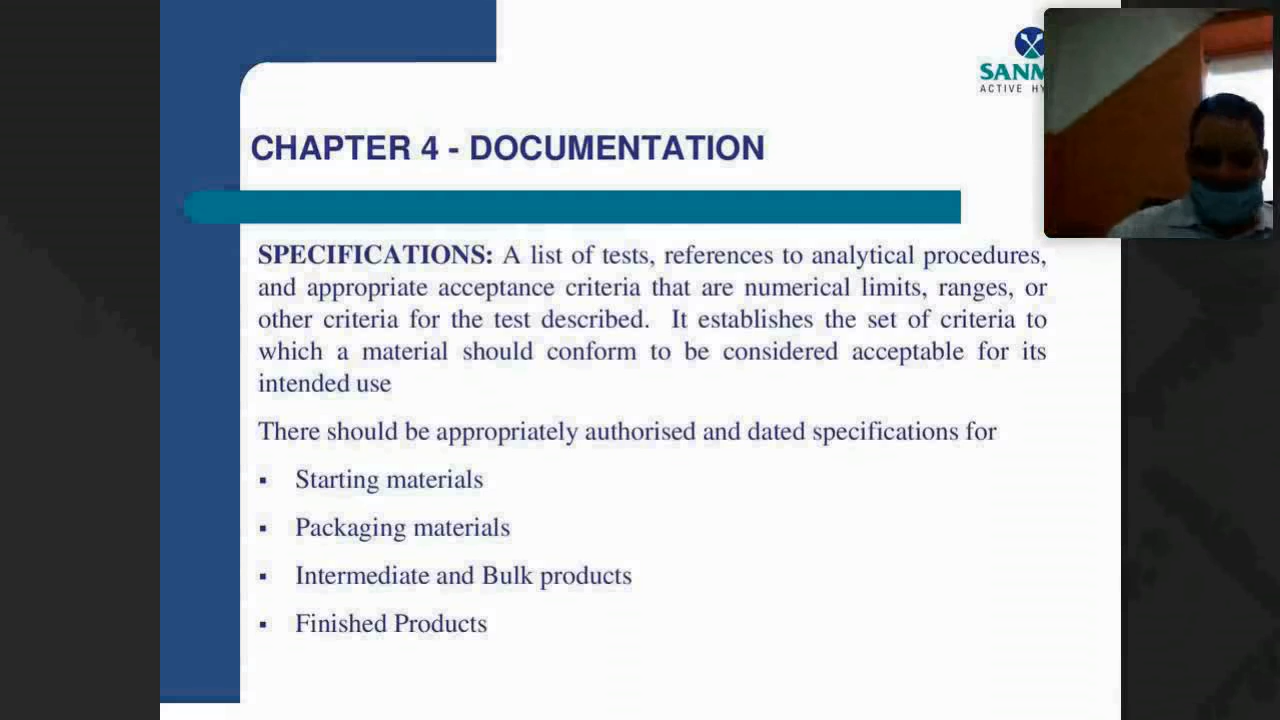 SANM
ACTIVE HY
CHAPTER 4 - DOCUMENTATION
SPECIFICATIONS: A list of tests, references to analytical procedures,
and appropriate acceptance criteria that are numerical limits, ranges, or
other criteria for the test described. It establishes the set of criteria to
which a material should conform to be considered acceptable for its
intended use
There should be appropriately authorised and dated specifications for
▪ Starting materials
▪ Packaging materials
▪ Intermediate and Bulk products
▪ Finished Products